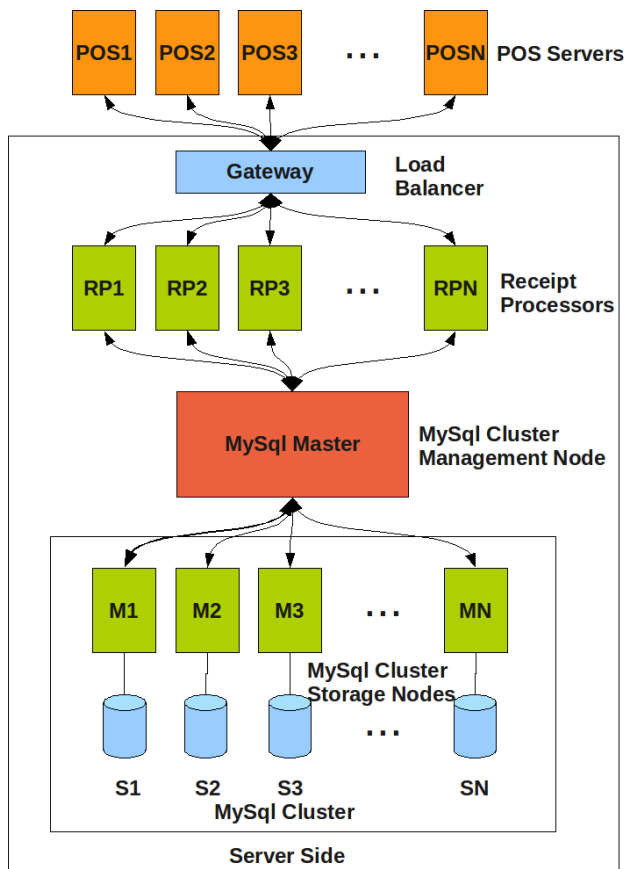 POS1 POS2 POS3 ... POSN POS Servers
Gateway
Load
Balancer
RP1 RP2 RP3 ... RPN
Receipt
Processors
MySql Master
MySql Cluster
Management Node
M1 M2 M3 ... MN
MySql Cluster
Storage Nodes
...
S1 S2 S3 SN
MySql Cluster
Server Side